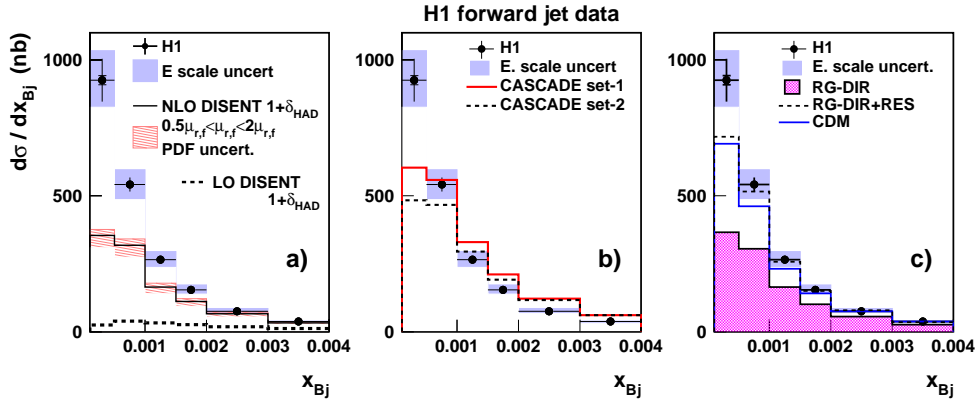 H1 forward jet data
dσ / dx_Bj (nb)
1000
500
0
H1
E scale uncert
NLO DISENT 1+δ_HAD
0.5μ_r,f<μ_r,f<2μ_r,f
PDF uncert.
LO DISENT
1+δ_HAD
a)
0.001 0.002 0.003 0.004
x_Bj
1000
500
0
H1
E. scale uncert.
CASCADE set-1
CASCADE set-2
b)
0.001 0.002 0.003 0.004
x_Bj
1000
500
0
H1
E. scale uncert.
RG-DIR
RG-DIR+RES
CDM
c)
0.001 0.002 0.003 0.004
x_Bj